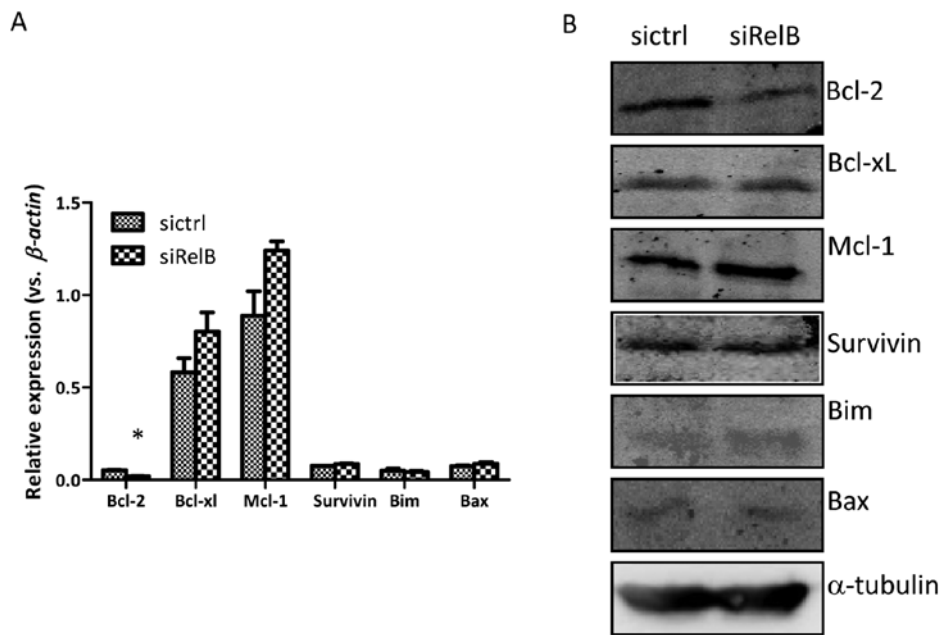 A
Relative expression (vs. β-actin)
1.5
1.0
0.5
0.0
sictrl
siRelB
*
Bcl-2 Bcl-xl Mcl-1 Survivin Bim Bax
B
sictrl siRelB
Bcl-2
Bcl-xL
Mcl-1
Survivin
Bim
Bax
α-tubulin